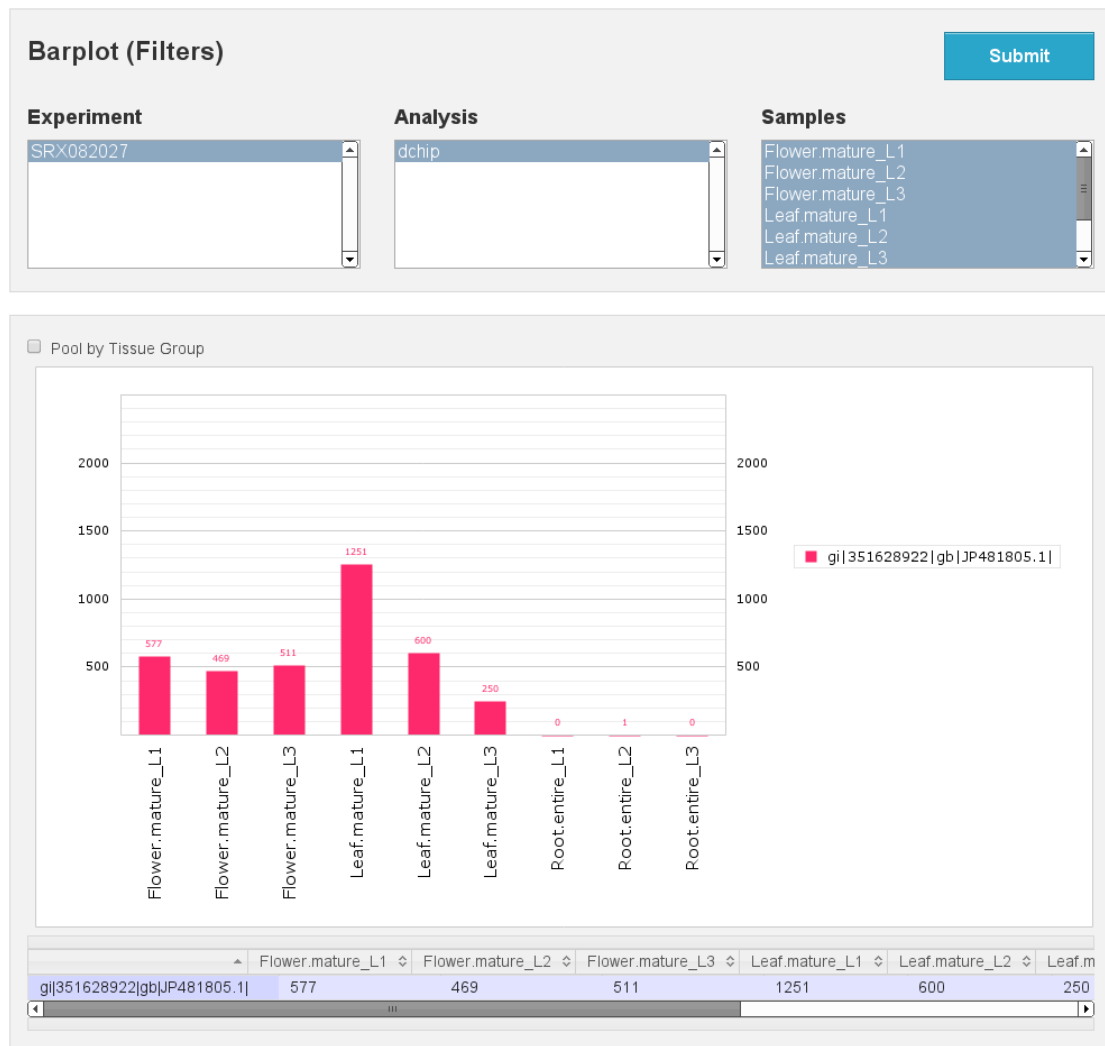 Barplot (Filters)
Submit
Experiment
Analysis
Samples
SRX082027
dchip
Flower.mature_L1
Flower.mature_L2
Flower.mature_L3
Leaf.mature_L1
Leaf.mature_L2
Leaf.mature_L3
Pool by Tissue Group
2000
2000
1500
1500
1251
gi|351628922|gb|JP481805.1|
1000
1000
577
469
511
600
500
500
250
0
1
0
Flower.mature_L1
Flower.mature_L2
Flower.mature_L3
Leaf.mature_L1
Leaf.mature_L2
Leaf.mature_L3
Root.entire_L1
Root.entire_L2
Root.entire_L3
Flower.mature_L1 Flower.mature_L2 Flower.mature_L3 Leaf.mature_L1 Leaf.mature_L2 Leaf.m
gi|351628922|gb|JP481805.1| 577 469 511 1251 600 250